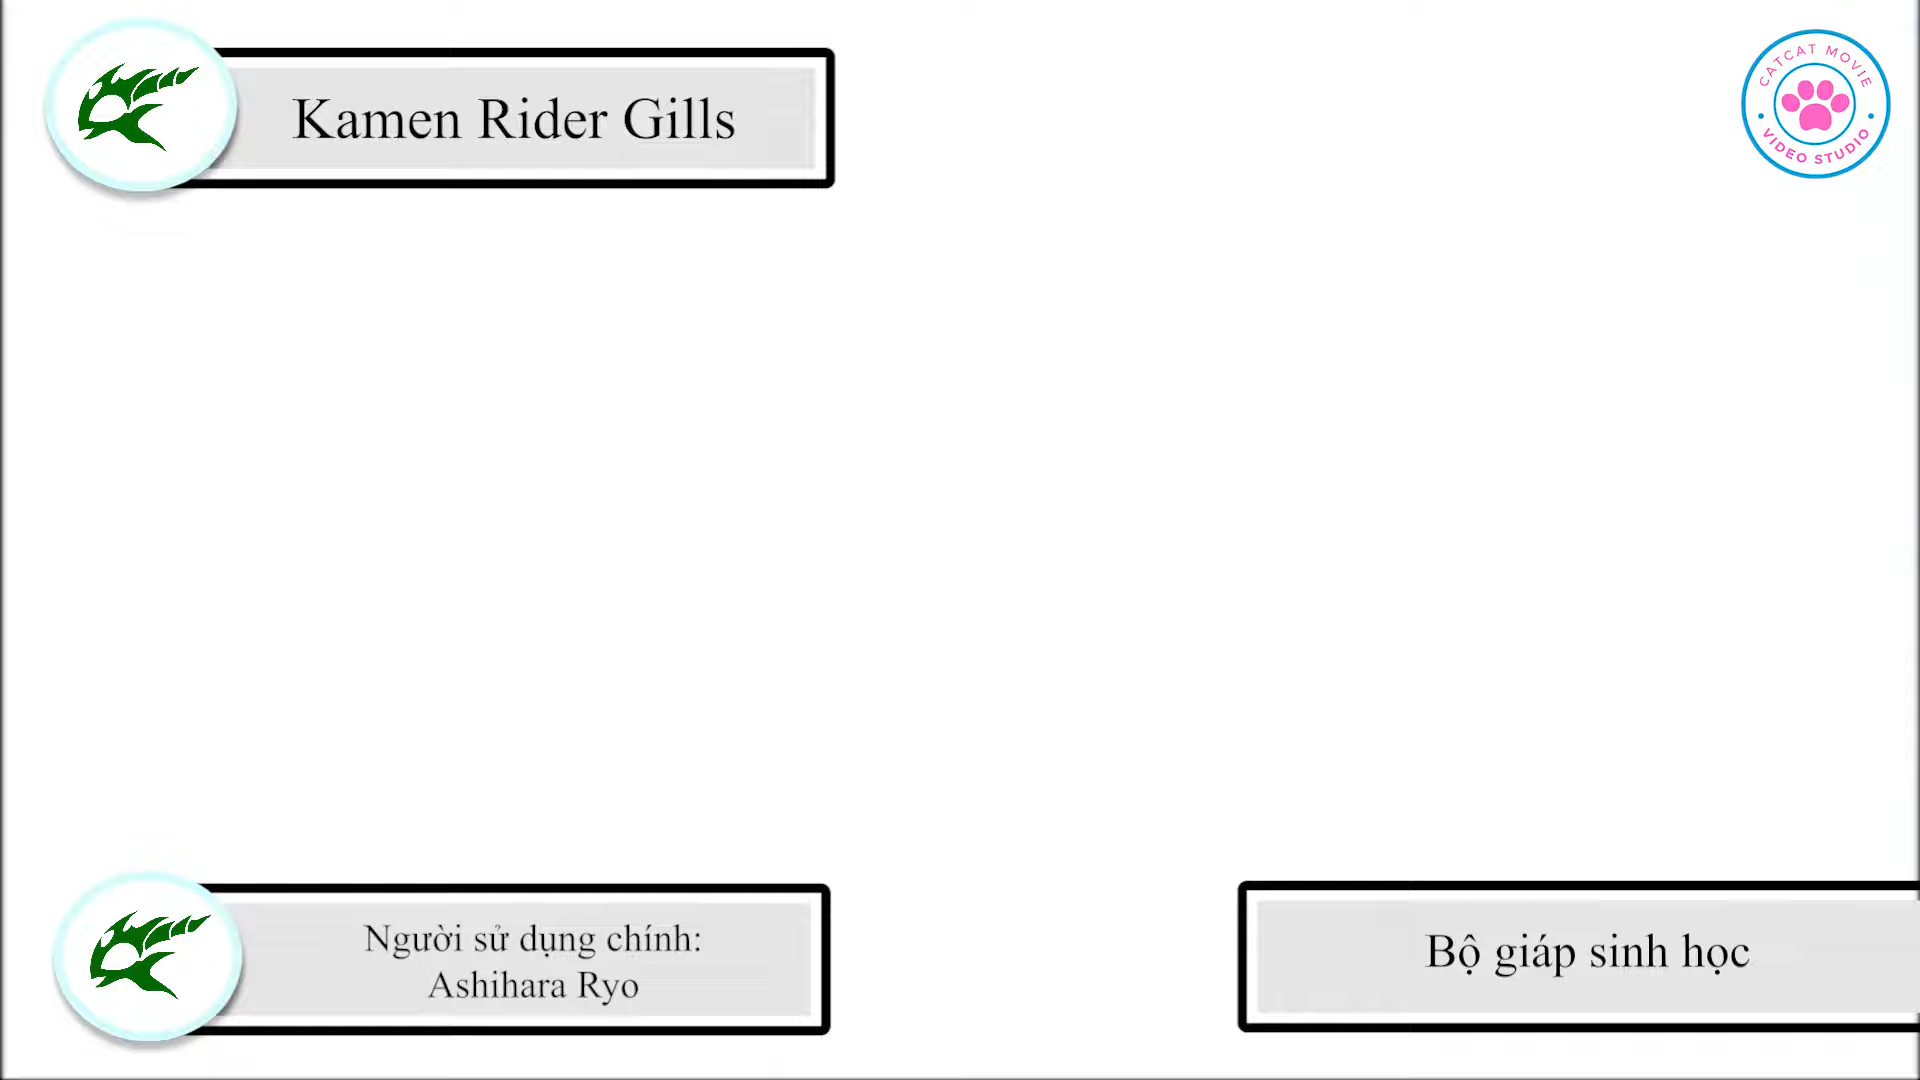 Kamen Rider Gills
CATCAT MOVIE
VIDEO STUDIO
Người sử dụng chính:
Ashihara Ryo
Bộ giáp sinh học